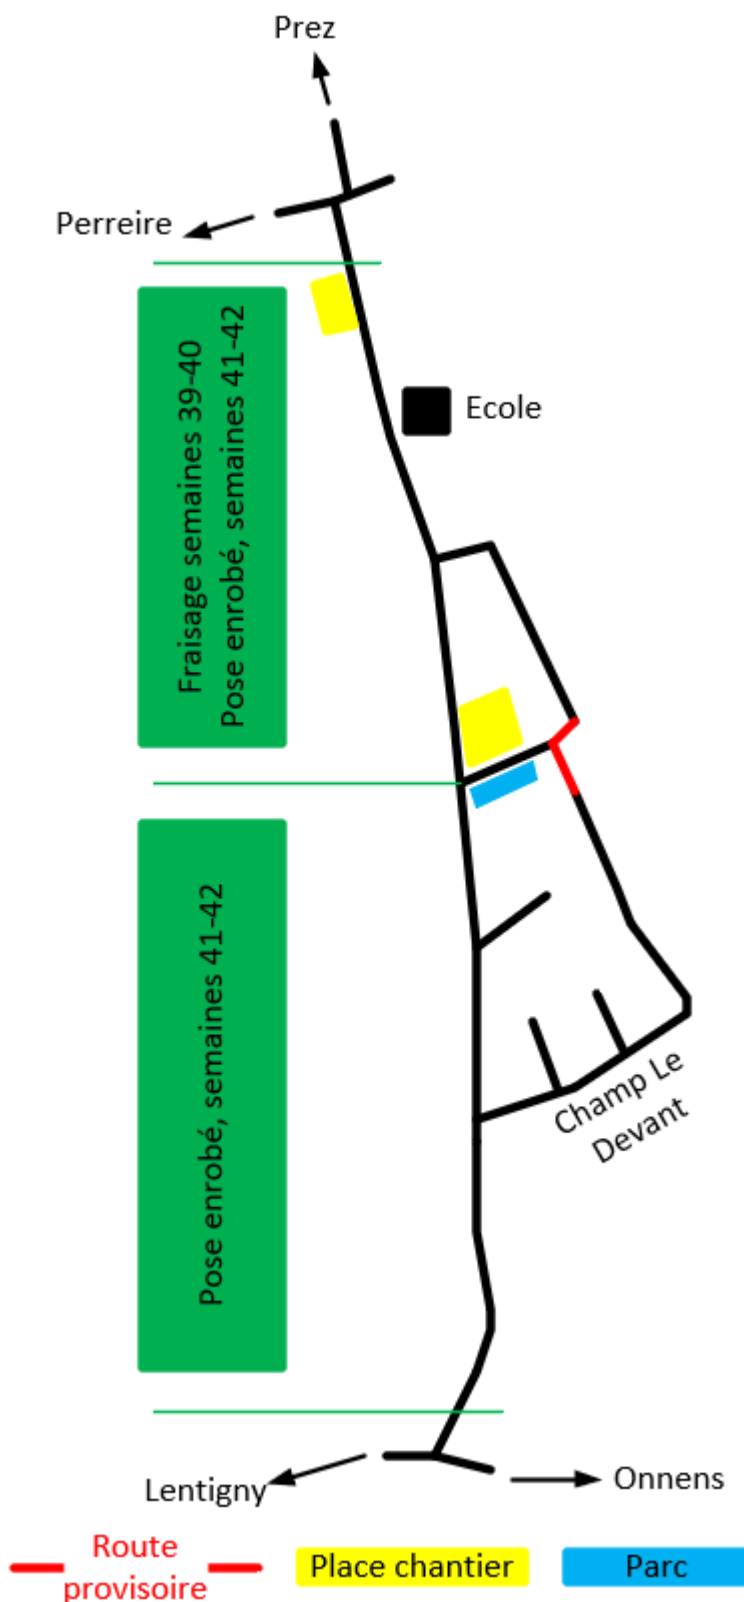 Prez
Perreire
Fraisage semaines 39-40
Pose enrobé, semaines 41-42
Ecole
Pose enrobé, semaines 41-42
Champ Le
Devant
Lentigny
Onnens
Route
provisoire
Place chantier
Parc